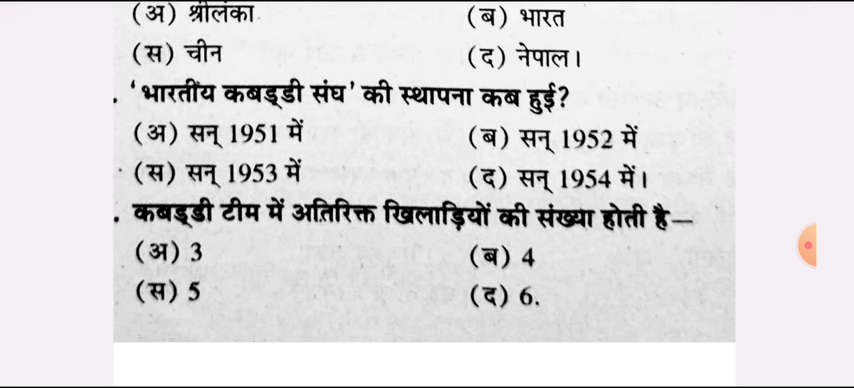 (अ) श्रीलंका (ब) भारत
(स) चीन (द) नेपाल।
. 'भारतीय कबड्डी संघ' की स्थापना कब हुई?
(अ) सन् 1951 में (ब) सन् 1952 में
(स) सन् 1953 में (द) सन् 1954 में।
. कबड्डी टीम में अतिरिक्त खिलाड़ियों की संख्या होती है—
(अ) 3 (ब) 4
(स) 5 (द) 6.